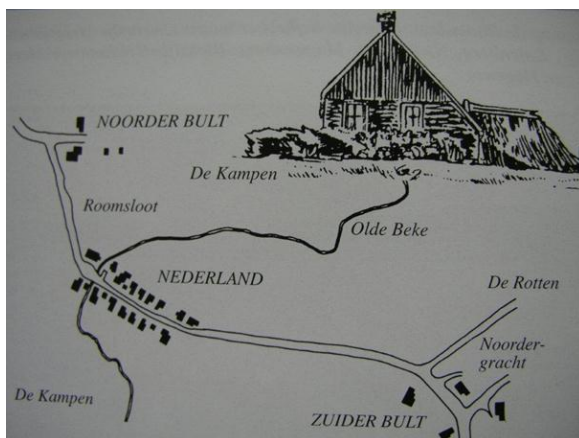 NOORDER BULT
De Kampen
Roomsloot
Olde Beke
NEDERLAND
De Rotten
Noorder-
gracht
De Kampen
ZUIDER BULT